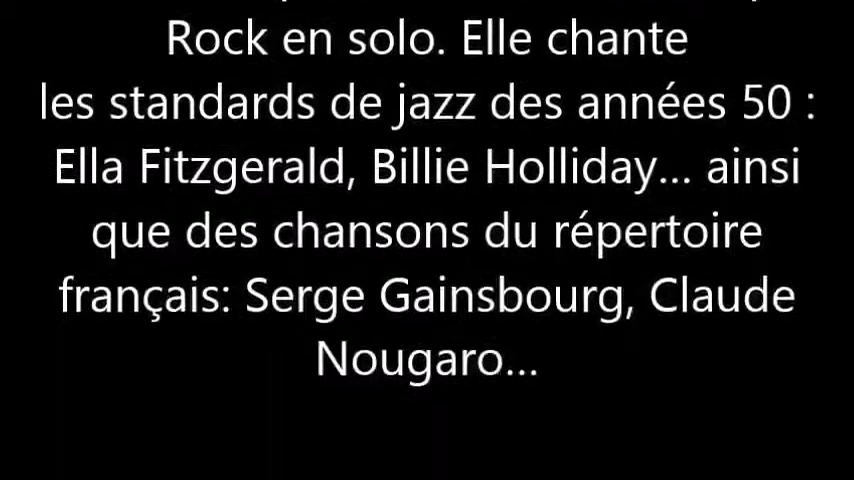 Rock en solo. Elle chante
les standards de jazz des années 50 :
Ella Fitzgerald, Billie Holliday... ainsi
que des chansons du répertoire
français: Serge Gainsbourg, Claude
Nougaro...